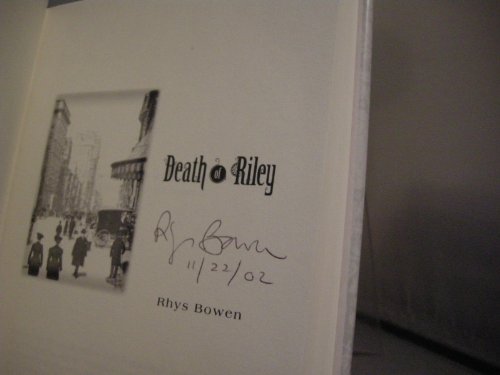 Death of Riley
Rhys Bowen
11/22/02
Rhys Bowen